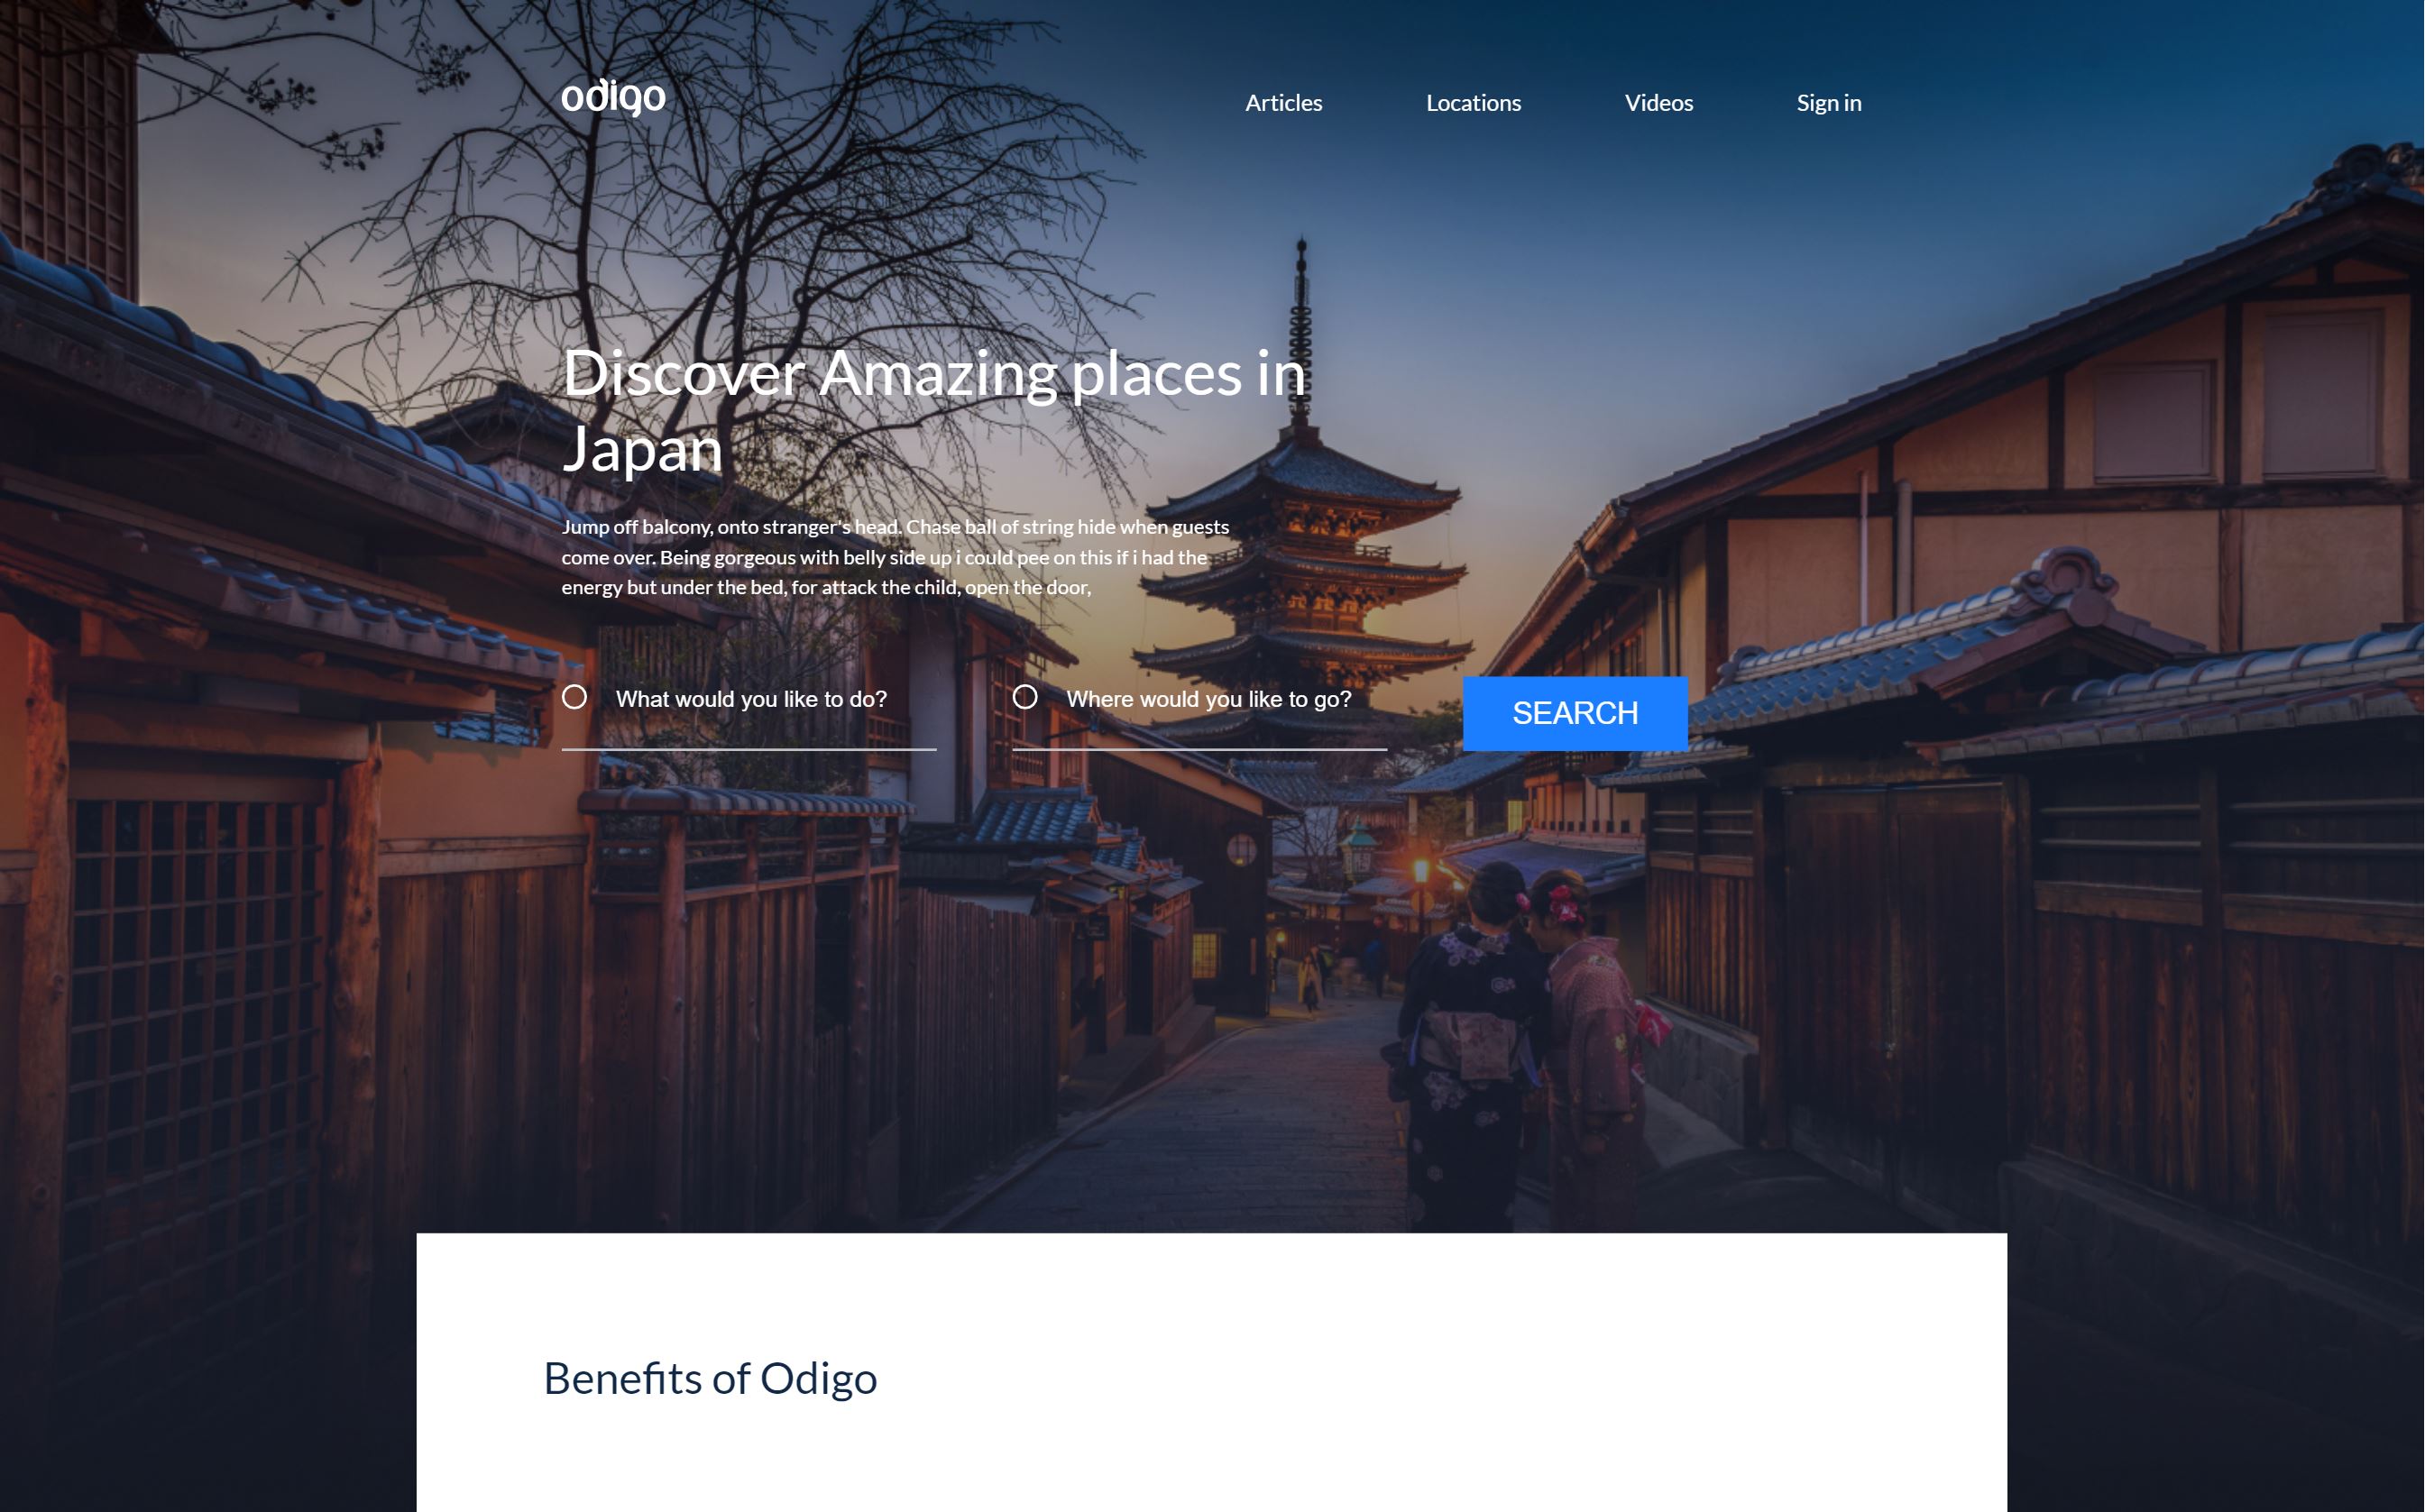 odigo
Articles
Locations
Videos
Sign in
Discover Amazing places in
Japan
Jump off balcony, onto stranger's head. Chase ball of string hide when guests
come over. Being gorgeous with belly side up i could pee on this if i had the
energy but under the bed, for attack the child, open the door,
What would you like to do?
Where would you like to go?
SEARCH
Benefits of Odigo